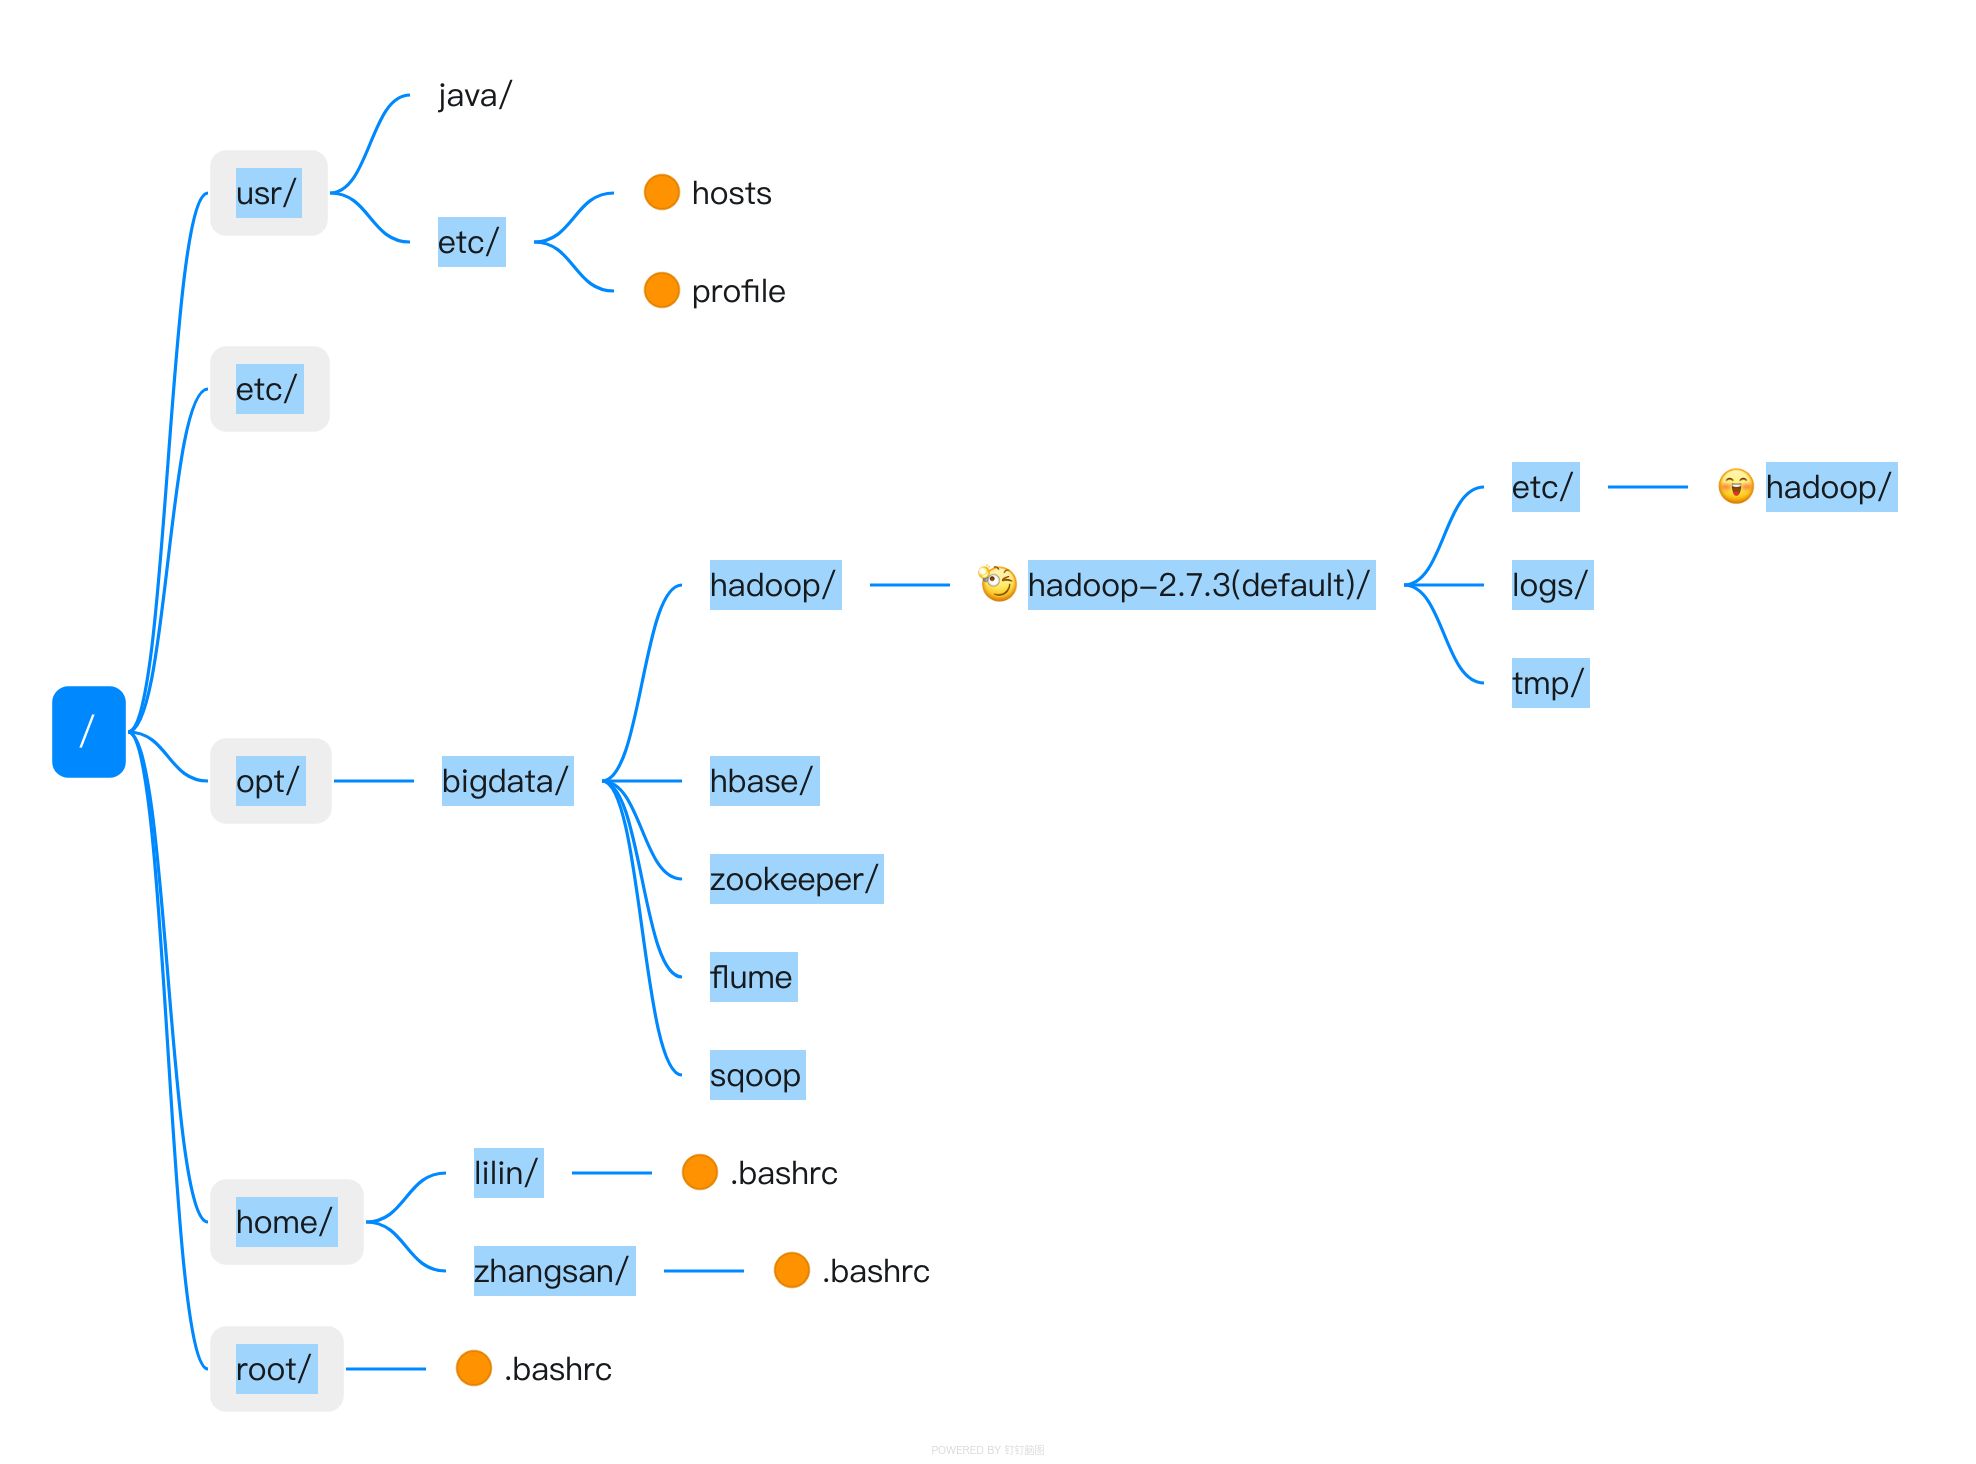 java/
usr/
hosts
etc/
profile
etc/
etc/
hadoop/
hadoop/
hadoop-2.7.3(default)/
logs/
tmp/
/
opt/
bigdata/
hbase/
zookeeper/
flume
sqoop
lilin/
.bashrc
home/
zhangsan/
.bashrc
root/
.bashrc
POWERED BY 钉钉脑图